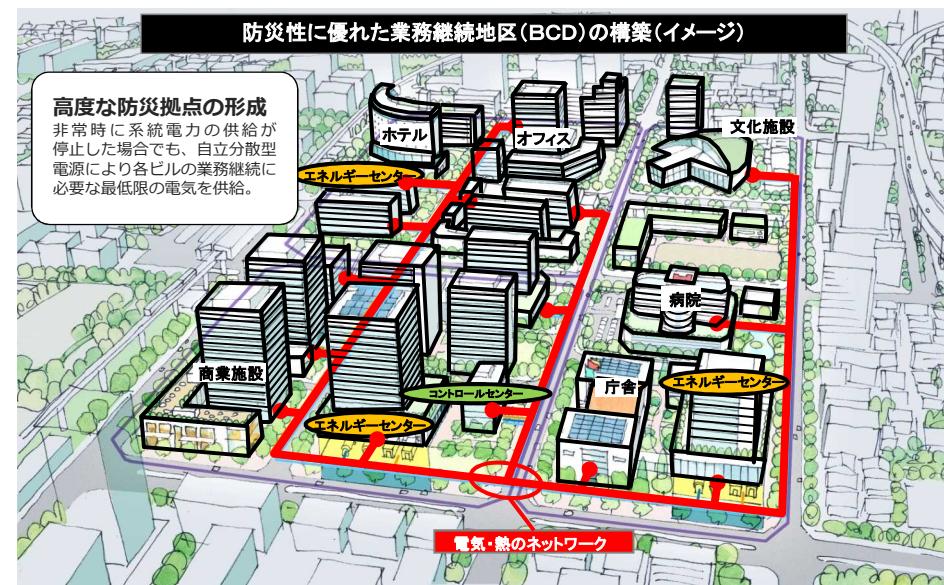 防災性に優れた業務継続地区（BCD）の構築（イメージ）
高度な防災拠点の形成
非常時に系統電力の供給が
停止した場合でも、自立分散型
電源により各ビルの業務継続に
必要な最低限の電気を供給。
ホテル
オフィス
文化施設
エネルギーセンター
病院
商業施設
庁舎
エネルギーセンター
コントロールセンター
エネルギーセンター
電気・熱のネットワーク